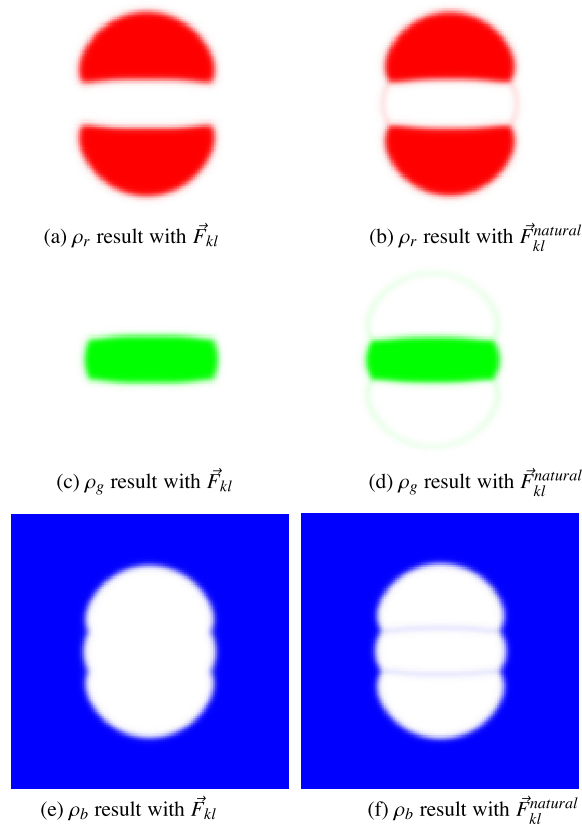 (a) ρ_r result with F⃗_kl
(b) ρ_r result with F⃗_kl^natural
(c) ρ_g result with F⃗_kl
(d) ρ_g result with F⃗_kl^natural
(e) ρ_b result with F⃗_kl
(f) ρ_b result with F⃗_kl^natural